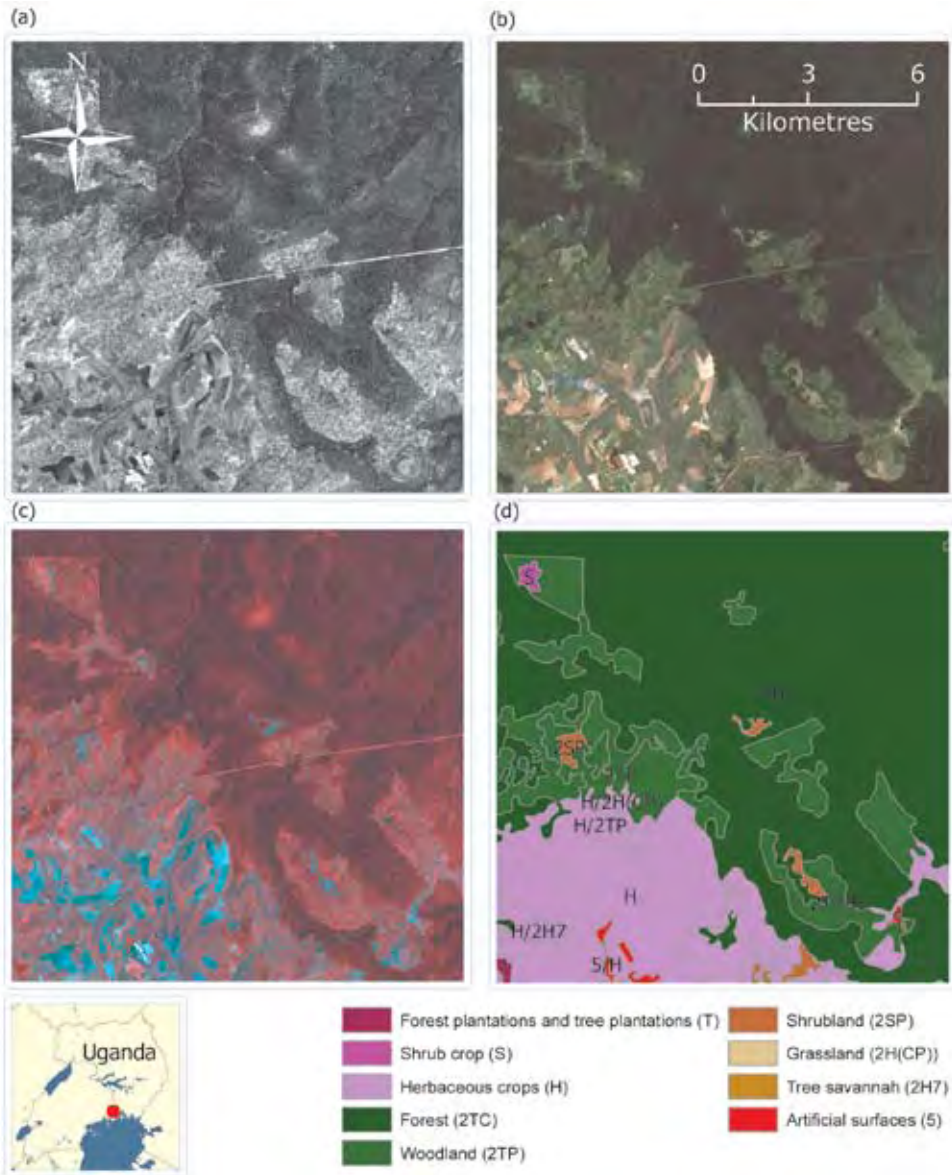 (a)
(b)
N
0 3 6
Kilometres
(c)
(d)
S
2SP
H/2H/
H/2TP
H
H/2H7
5/H
Uganda
Forest plantations and tree plantations (T)
Shrub crop (S)
Herbaceous crops (H)
Forest (2TC)
Woodland (2TP)
Shrubland (2SP)
Grassland (2H(CP))
Tree savannah (2H7)
Artificial surfaces (5)